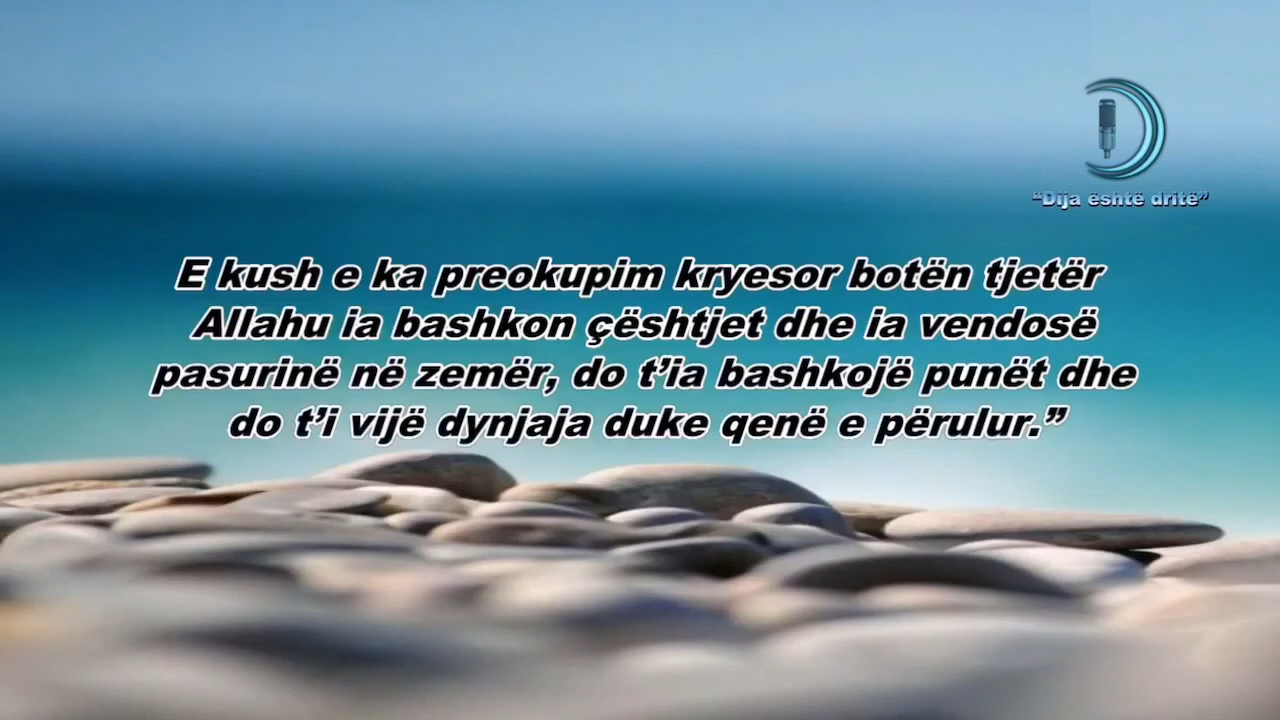 “Dija është dritë”
E kush e ka preokupim kryesor botën tjetër
Allahu ia bashkon çështjet dhe ia vendosë
pasurinë në zemër, do t’ia bashkojë punët dhe
do t’i vijë dynjaja duke qenë e përulur.”